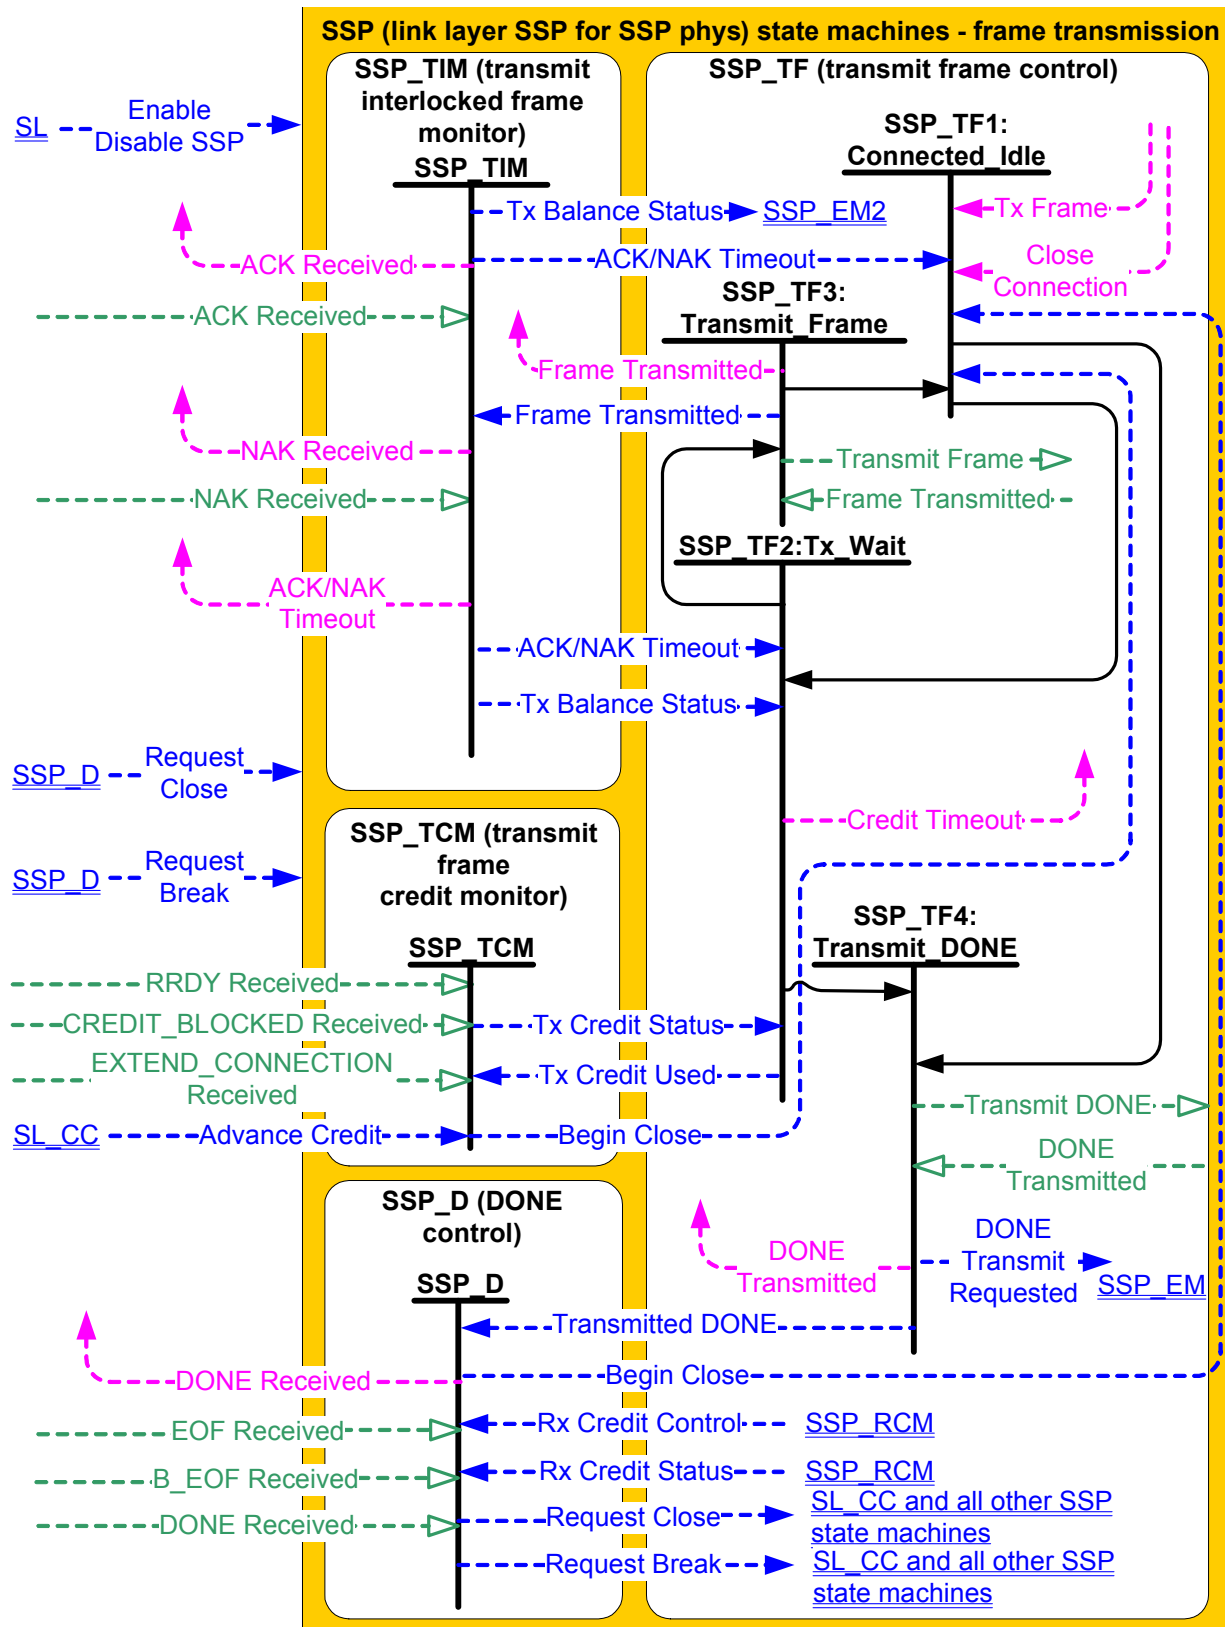 SSP (link layer SSP for SSP phys) state machines - frame transmission
SSP_TIM (transmit
interlocked frame
monitor)
SSP_TIM
SSP_TF (transmit frame control)
SSP_TF1:
Connected_Idle
SL
Enable
Disable SSP
Tx Balance Status
SSP_EM2
Tx Frame
ACK Received
ACK/NAK Timeout
Close
Connection
ACK Received
SSP_TF3:
Transmit_Frame
Frame Transmitted
Frame Transmitted
NAK Received
Transmit Frame
NAK Received
Frame Transmitted
SSP_TF2:Tx_Wait
ACK/NAK
Timeout
ACK/NAK Timeout
Tx Balance Status
SSP_D
Request
Close
Credit Timeout
SSP_TCM (transmit
frame
credit monitor)
SSP_D
Request
Break
SSP_TF4:
Transmit_DONE
SSP_TCM
RRDY Received
CREDIT_BLOCKED Received
Tx Credit Status
EXTEND_CONNECTION
Received
Tx Credit Used
Transmit DONE
SL_CC
Advance Credit
Begin Close
DONE
Transmitted
SSP_D (DONE
control)
DONE
Transmitted
DONE
Transmit
Requested
SSP_EM
SSP_D
Transmitted DONE
DONE Received
Begin Close
EOF Received
Rx Credit Control
SSP_RCM
B_EOF Received
Rx Credit Status
SSP_RCM
DONE Received
Request Close
SL_CC and all other SSP
state machines
Request Break
SL_CC and all other SSP
state machines